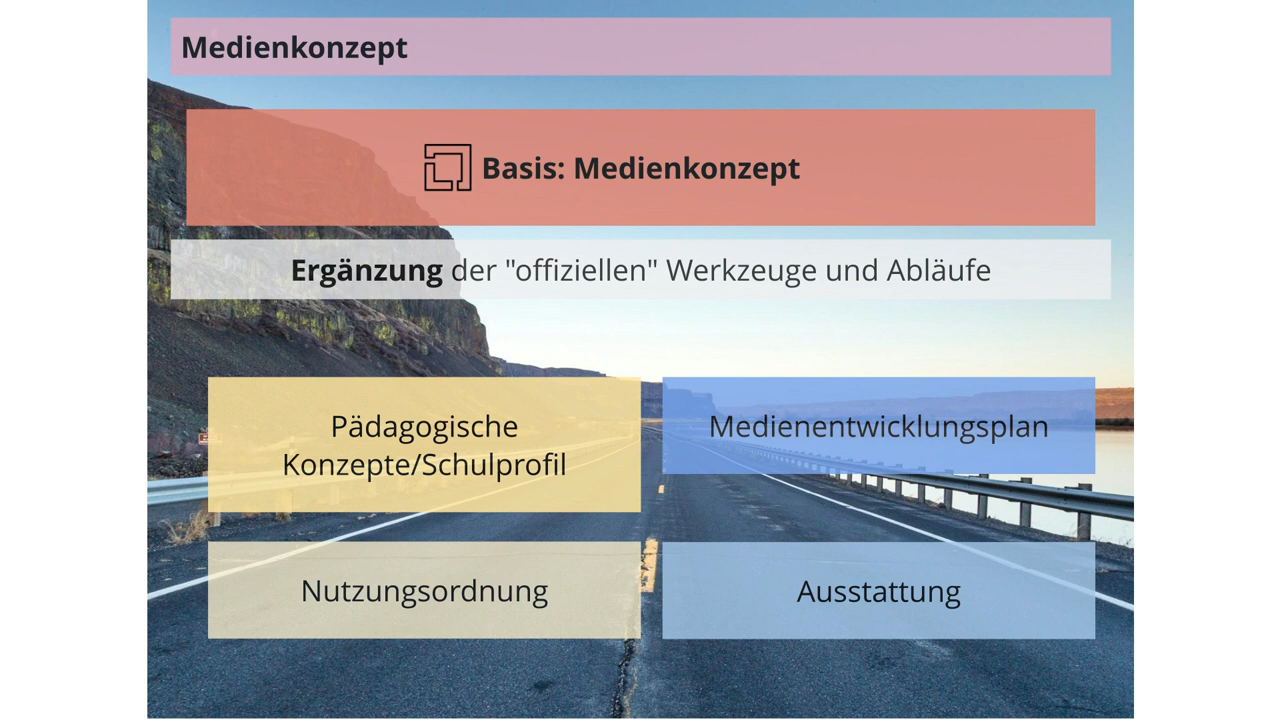 Medienkonzept
Basis: Medienkonzept
Ergänzung der "offiziellen" Werkzeuge und Abläufe
Pädagogische
Konzepte/Schulprofil
Medienentwicklungsplan
Nutzungsordnung
Ausstattung